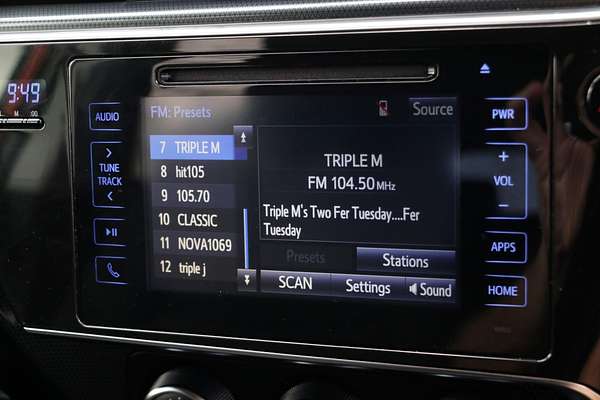 9:49
AUDIO
TUNE
TRACK
FM: Presets
Source
7 TRIPLE M
8 hit105
9 105.70
10 CLASSIC
11 NOVA1069
12 triple j
TRIPLE M
FM 104.50 MHz
Triple M's Two Fer Tuesday....Fer
Tuesday
Presets
Stations
SCAN
Settings
Sound
PWR
+
VOL
−
APPS
HOME